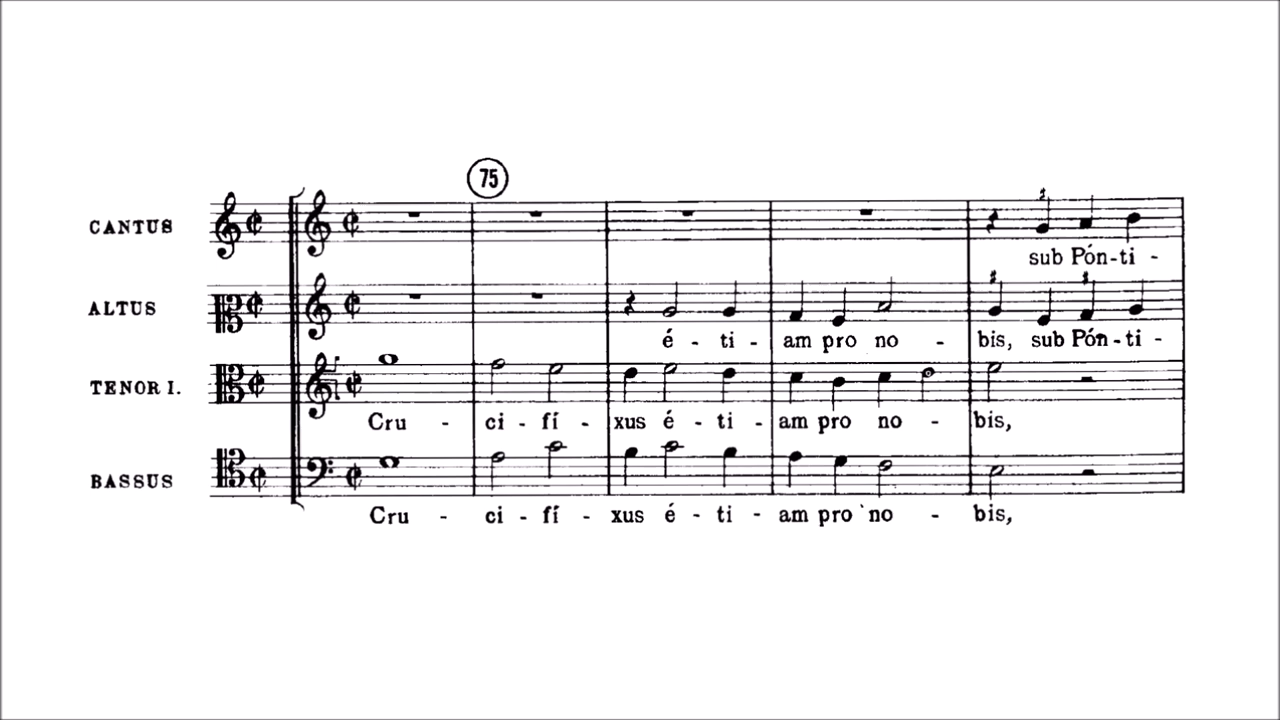 75
CANTUS
sub Pón-ti -
ALTUS
é - ti - am pro no - bis, sub Pón-ti -
TENOR I.
Cru - ci - fí - xus é - ti - am pro no - bis,
BASSUS
Cru - ci - fí - xus é - ti - am pro no - bis,